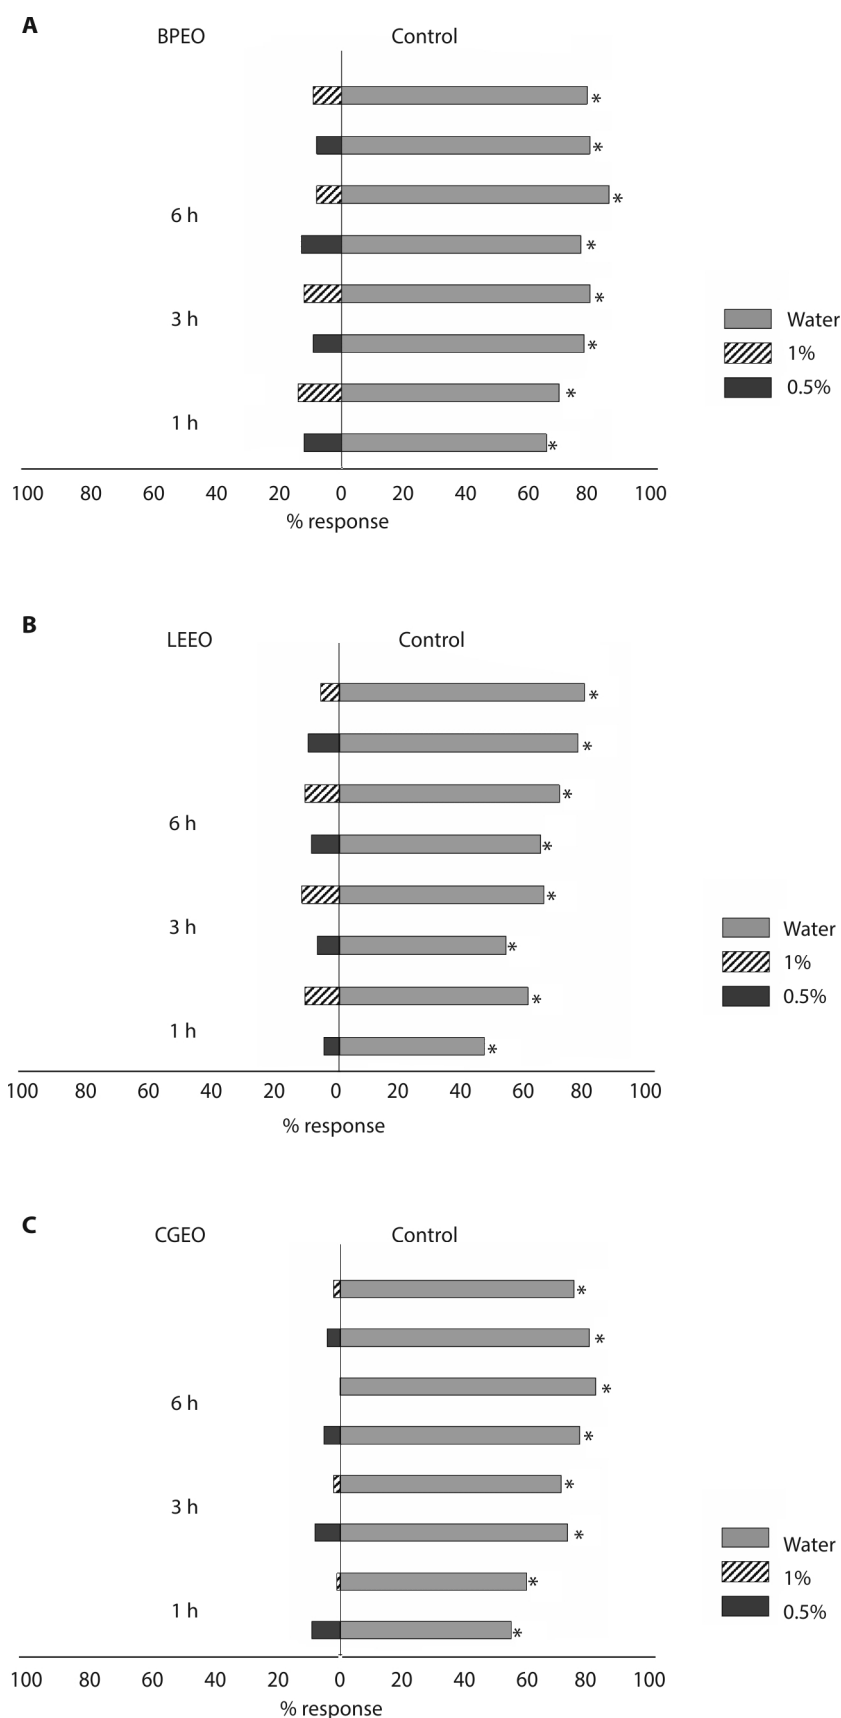 A
BPEO Control
*
*
*
6 h
*
*
3 h
Water
*
1%
*
0.5%
1 h
*
100 80 60 40 20 0 20 40 60 80 100
% response
B
LEEO Control
*
*
*
6 h
*
*
3 h
Water
*
1%
*
0.5%
1 h
*
100 80 60 40 20 0 20 40 60 80 100
% response
C
CGEO Control
*
*
*
6 h
*
*
3 h
*
Water
1%
*
1 h
0.5%
*
100 80 60 40 20 0 20 40 60 80 100
% response